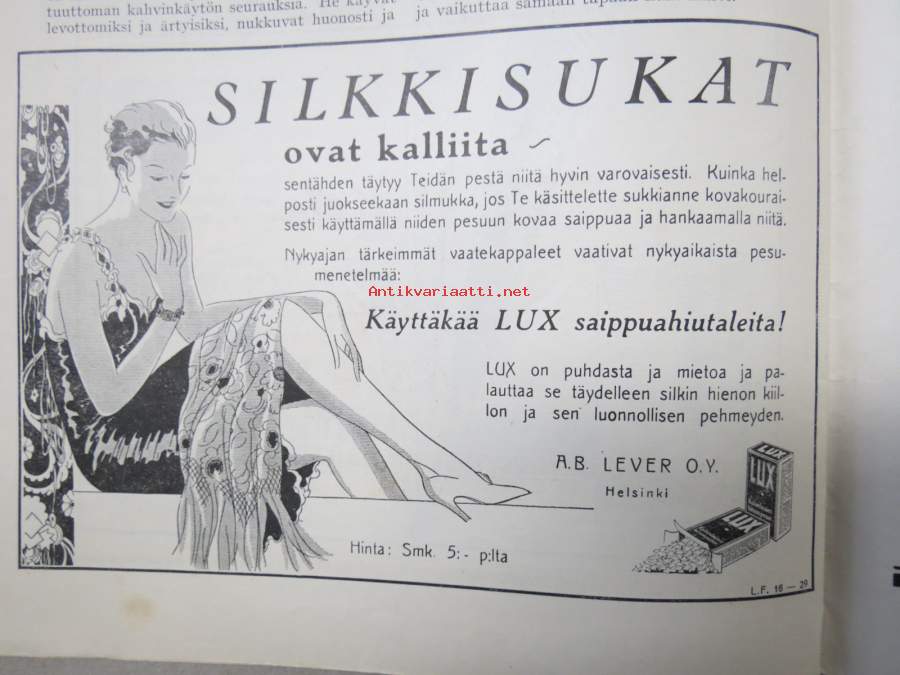 tuuttoman kahvinkäytön seurauksia. He käyvät
levottomiksi ja ärtyisiksi, nukkuvat huonosti ja
ja vaikuttaa samaan
SILKKISUKAT
ovat kalliita ~
sentähden täytyy Teidän pestä niitä hyvin varovaisesti. Kuinka hel-
posti juokseekaan silmukka, jos Te käsittelette sukkianne kovakourai-
sesti käyttämällä niiden pesuun kovaa saippuaa ja hankaamalla niitä.
Nykyajan tärkeimmät vaatekappaleet vaativat nykyaikaista pesu-
menetelmää:
Antikvariaatti.net
Käyttäkää LUX saippuahiutaleita!
LUX on puhdasta ja mietoa ja pa-
lauttaa se täydelleen silkin hienon kiil-
lon ja sen luonnollisen pehmeyden.
A.B. LEVER O.Y.
Helsinki
LUX
LUX
LUX
Hinta: Smk. 5:- p:lta
L.F. 16 — 29